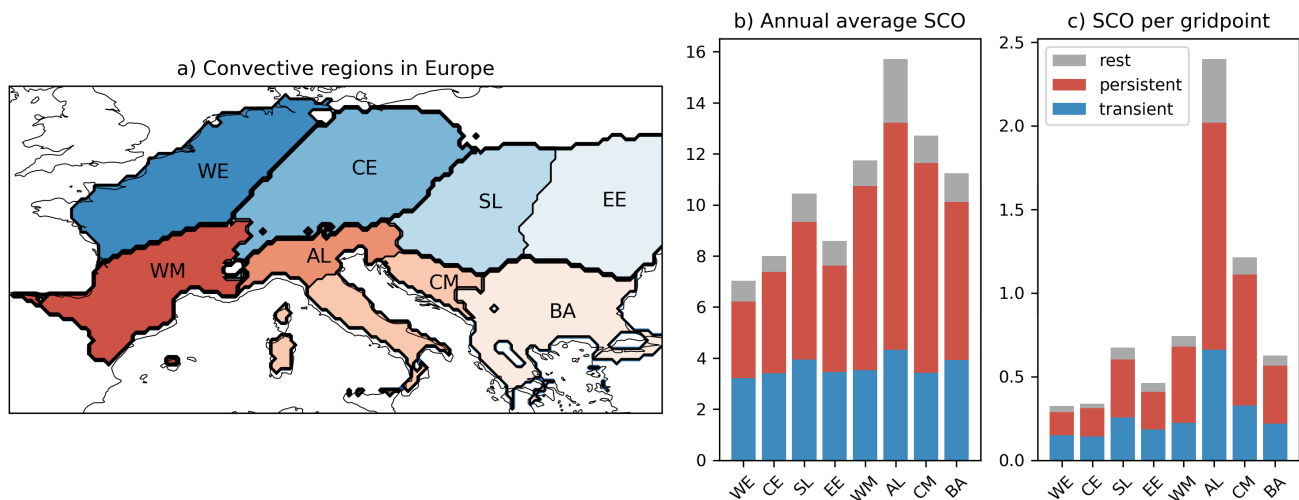 a) Convective regions in Europe
WE
CE
SL
EE
WM
AL
CM
BA
b) Annual average SCO
16
14
12
10
8
6
4
2
0
WE CE SL EE WM AL CM BA
c) SCO per gridpoint
2.5
2.0
1.5
1.0
0.5
0.0
rest
persistent
transient
WE CE SL EE WM AL CM BA